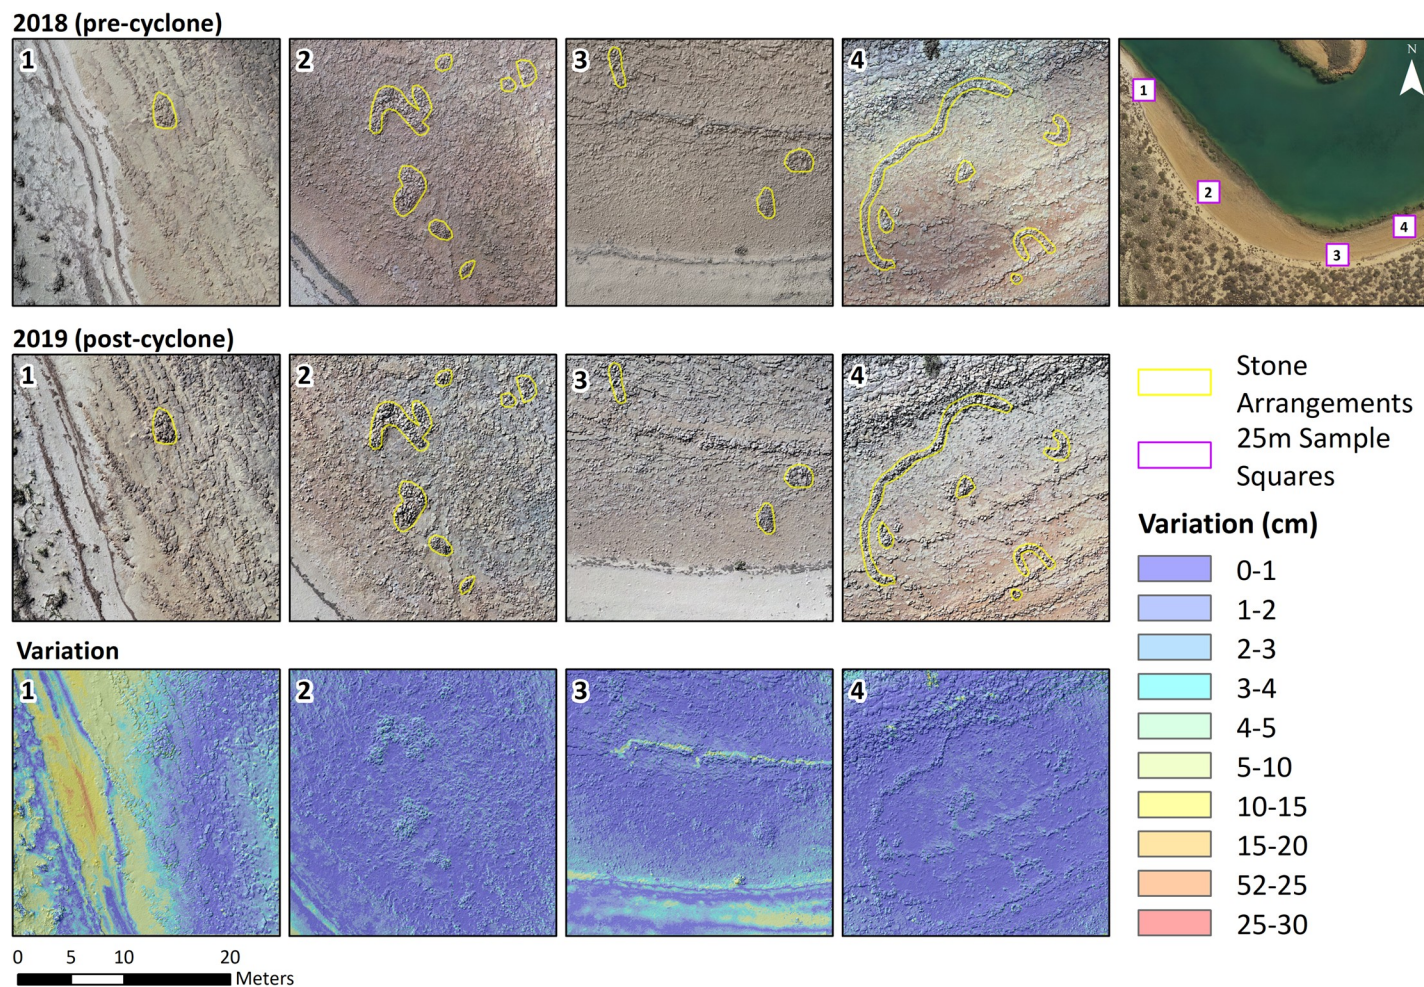 2018 (pre-cyclone)
1
2
3
4
N
1
2
3
4
2019 (post-cyclone)
1
2
3
4
Stone
Arrangements
25m Sample
Squares
Variation
1
2
3
4
Variation (cm)
0-1
1-2
2-3
3-4
4-5
5-10
10-15
15-20
52-25
25-30
0 5 10 20
Meters